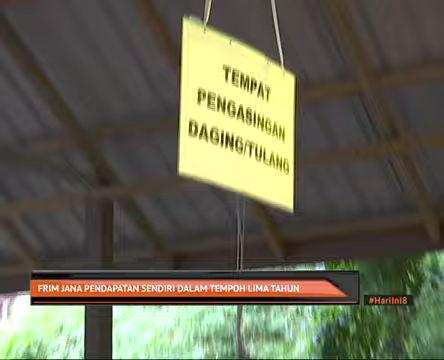 TEMPAT
PENGASINGAN
DAGING/TULANG
FRIM JANA PENDAPATAN SENDIRI DALAM TEMPOH LIMA TAHUN
#HariIni8